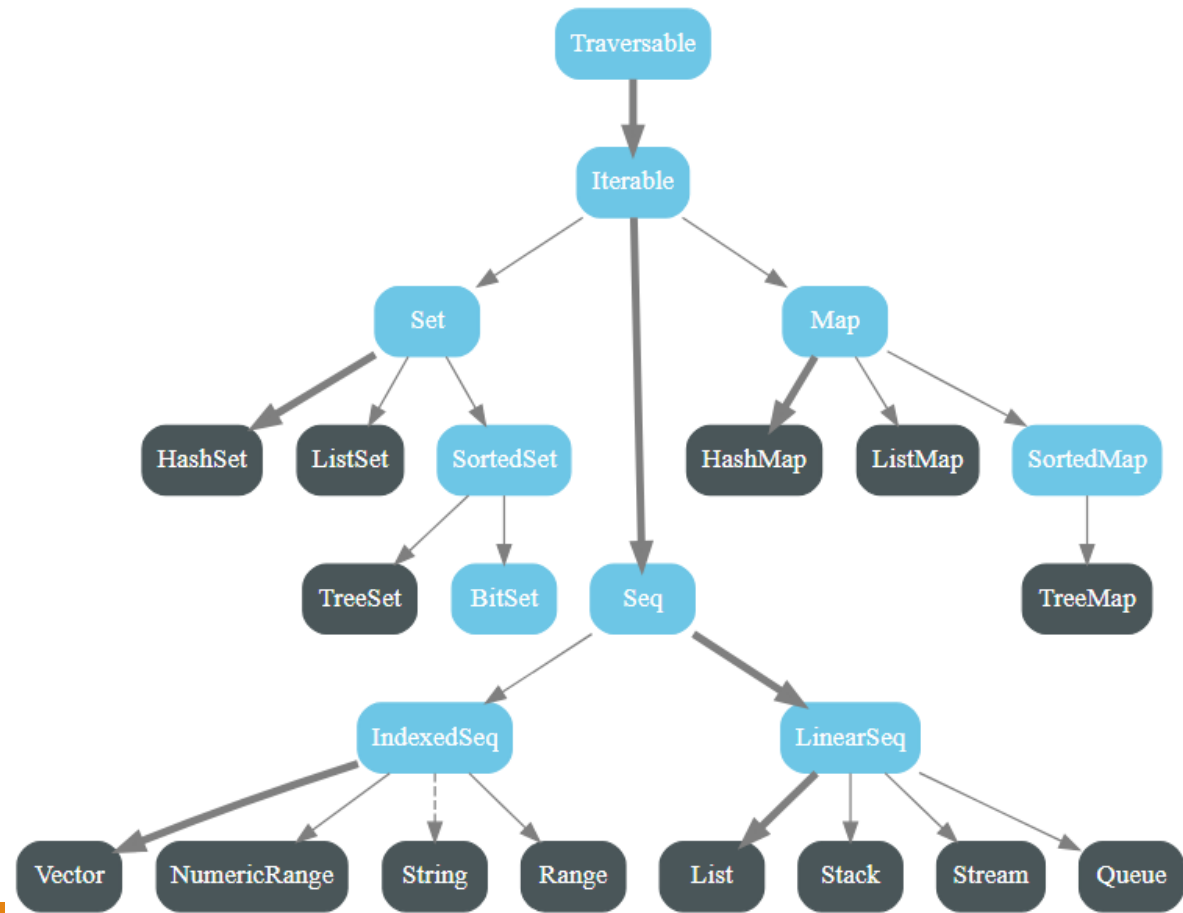 Traversable
Iterable
Set
Map
HashSet
ListSet
SortedSet
HashMap
ListMap
SortedMap
TreeSet
BitSet
Seq
TreeMap
IndexedSeq
LinearSeq
Vector
NumericRange
String
Range
List
Stack
Stream
Queue